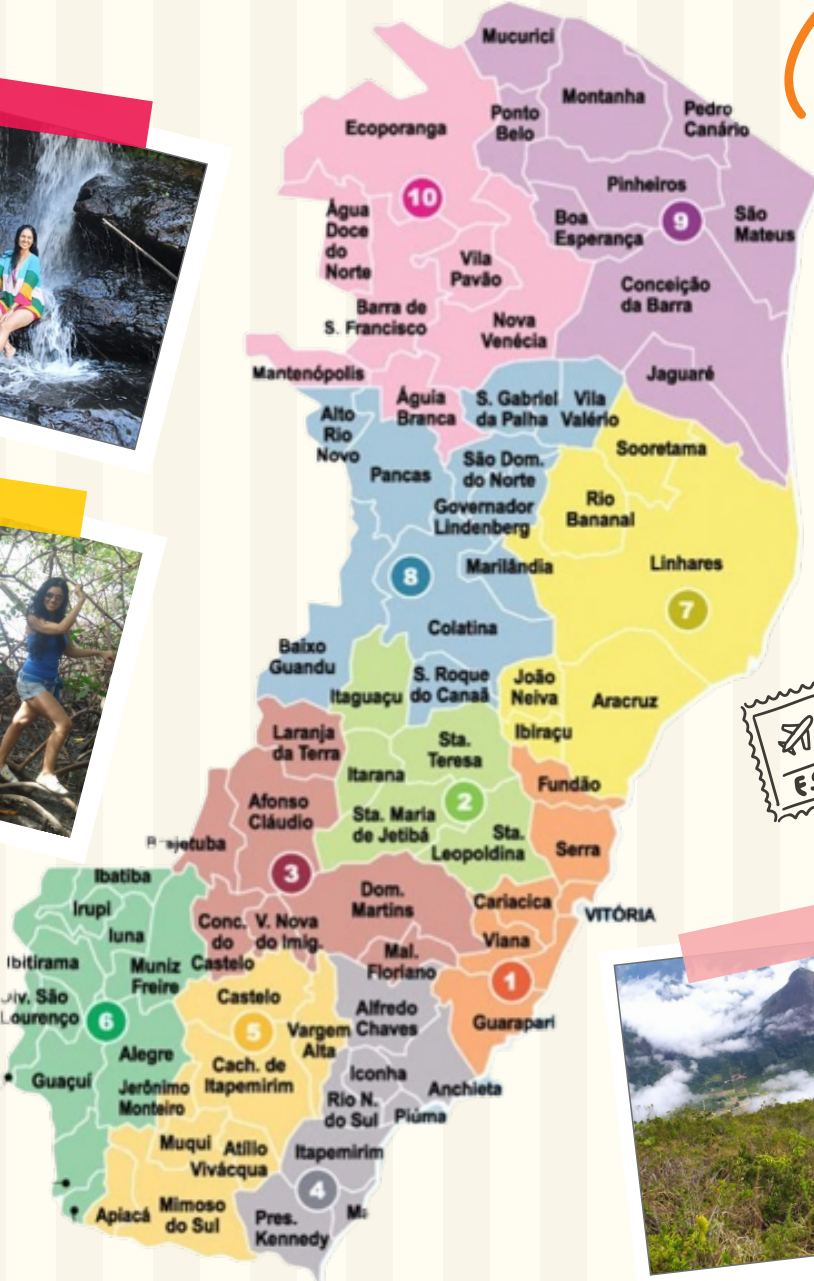 Mucurici
Montanha
Ponto
Belo
Pedro
Canário
Ecoporanga
Pinheiros
10
9
Água
Doce
do
Norte
Boa
Esperança
São
Mateus
Vila
Pavão
Conceição
da Barra
Barra de
S. Francisco
Nova
Venécia
Mantenópolis
Jaguaré
Águia
Branca
S. Gabriel
da Palha
Vila
Valério
Alto
Rio
Novo
Sooretama
Pancas
São Dom.
do Norte
Rio
Bananal
Governador
Lindenberg
Marilândia
Linhares
8
7
Colatina
Baixo
Guandu
S. Roque
do Canaã
Itaguaçu
João
Neiva
Aracruz
Ibiraçu
Laranja
da Terra
Sta.
Teresa
Itarana
Fundão
Afonso
Cláudio
2
Sta. Maria
de Jetibá
Sta.
Leopoldina
Serra
3
Ibatiba
Dom.
Martins
Cariacica
VITÓRIA
Irupi
Conc.
do
Castelo
V. Nova
do Imig.
Iuna
Viana
Ibitirama
Muniz
Freire
Mal.
Floriano
1
São
Lourenço
6
Castelo
5
Alfredo
Chaves
Guarapari
Vargem
Alta
Alegre
Cach. de
Itapemirim
Guaçuí
Jerônimo
Monteiro
Iconha
Anchieta
Rio N.
do Sul
Piúma
Muqui
Atílio
Vivácqua
Itapemirim
4
Apiacá
Mimoso
do Sul
Pres.
Kennedy